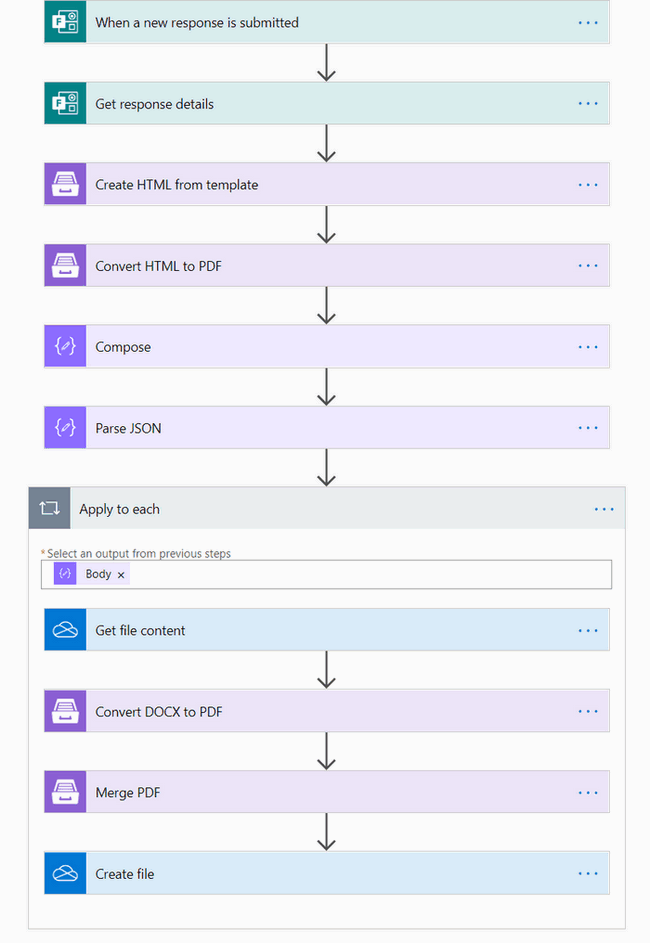 When a new response is submitted
Get response details
Create HTML from template
Convert HTML to PDF
Compose
Parse JSON
Apply to each
* Select an output from previous steps
Body ×
Get file content
Convert DOCX to PDF
Merge PDF
Create file